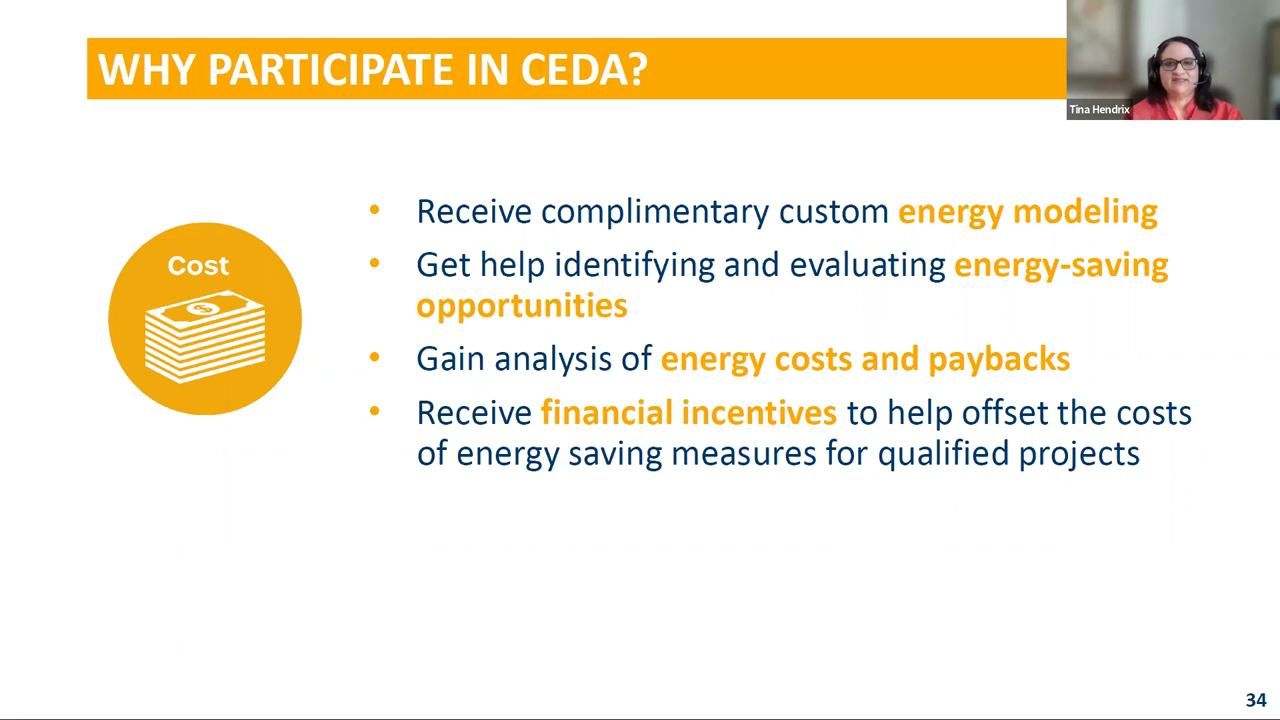 WHY PARTICIPATE IN CEDA?
Tina Hendrix
Cost
• Receive complimentary custom energy modeling
• Get help identifying and evaluating energy-saving
opportunities
• Gain analysis of energy costs and paybacks
• Receive financial incentives to help offset the costs
of energy saving measures for qualified projects
34